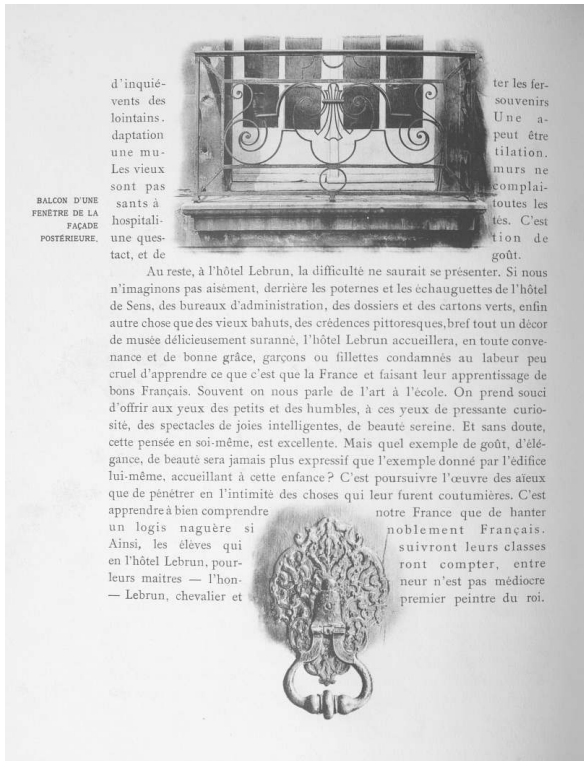 BALCON D'UNE
FENÊTRE DE LA
FAÇADE
POSTÉRIEURE.
d'inquié- ter les fer-
vents des souvenirs
lointains. Une a-
daptation peut être
une mu- tilation.
Les vieux murs ne
sont pas complai-
sants à toutes les
hospitali- tés. C'est
une ques- tion de
tact, et de goût.
Au reste, à l'hôtel Lebrun, la difficulté ne saurait se présenter. Si nous
n'imaginons pas aisément, derrière les poternes et les échauguettes de l'hôtel
de Sens, des bureaux d'administration, des dossiers et des cartons verts, enfin
autre chose que des vieux bahuts, des crédences pittoresques, bref tout un décor
de musée délicieusement suranné, l'hôtel Lebrun accueillera, en toute conve-
nance et de bonne grâce, garçons ou fillettes condamnés au labeur peu
cruel d'apprendre ce que c'est que la France et faisant leur apprentissage de
bons Français. Souvent on nous parle de l'art à l'école. On prend souci
d'offrir aux yeux des petits et des humbles, à ces yeux de pressante curio-
sité, des spectacles de joies intelligentes, de beauté sereine. Et sans doute,
cette pensée en soi-même, est excellente. Mais quel exemple de goût, d'élé-
gance, de beauté sera jamais plus expressif que l'exemple donné par l'édifice
lui-même, accueillant à cette enfance? C'est poursuivre l'œuvre des aïeux
que de pénétrer en l'intimité des choses qui leur furent coutumières. C'est
apprendre à bien comprendre notre France que de hanter
un logis naguère si noblement Français.
Ainsi, les élèves qui suivront leurs classes
en l'hôtel Lebrun, pour- ront compter, entre
leurs maîtres — l'hon- neur n'est pas médiocre
— Lebrun, chevalier et premier peintre du roi.